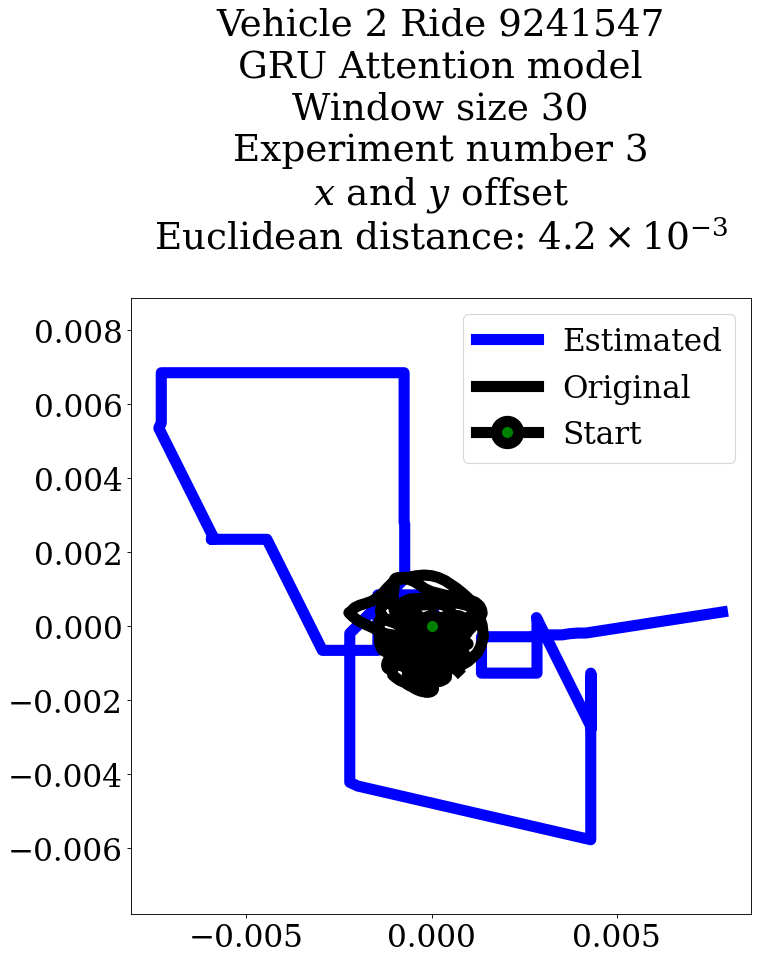 Vehicle 2 Ride 9241547
GRU Attention model
Window size 30
Experiment number 3
x and y offset
Euclidean distance: 4.2 × 10⁻³
Estimated
Original
Start
0.008
0.006
0.004
0.002
0.000
−0.002
−0.004
−0.006
−0.005 0.000 0.005